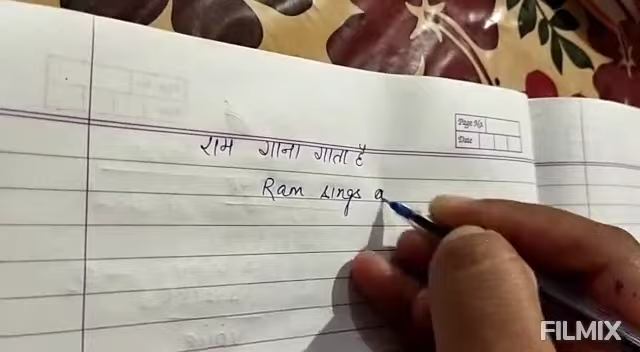 Page No.
Date
राम गाना गाता है
Ram sings a
FILMIX